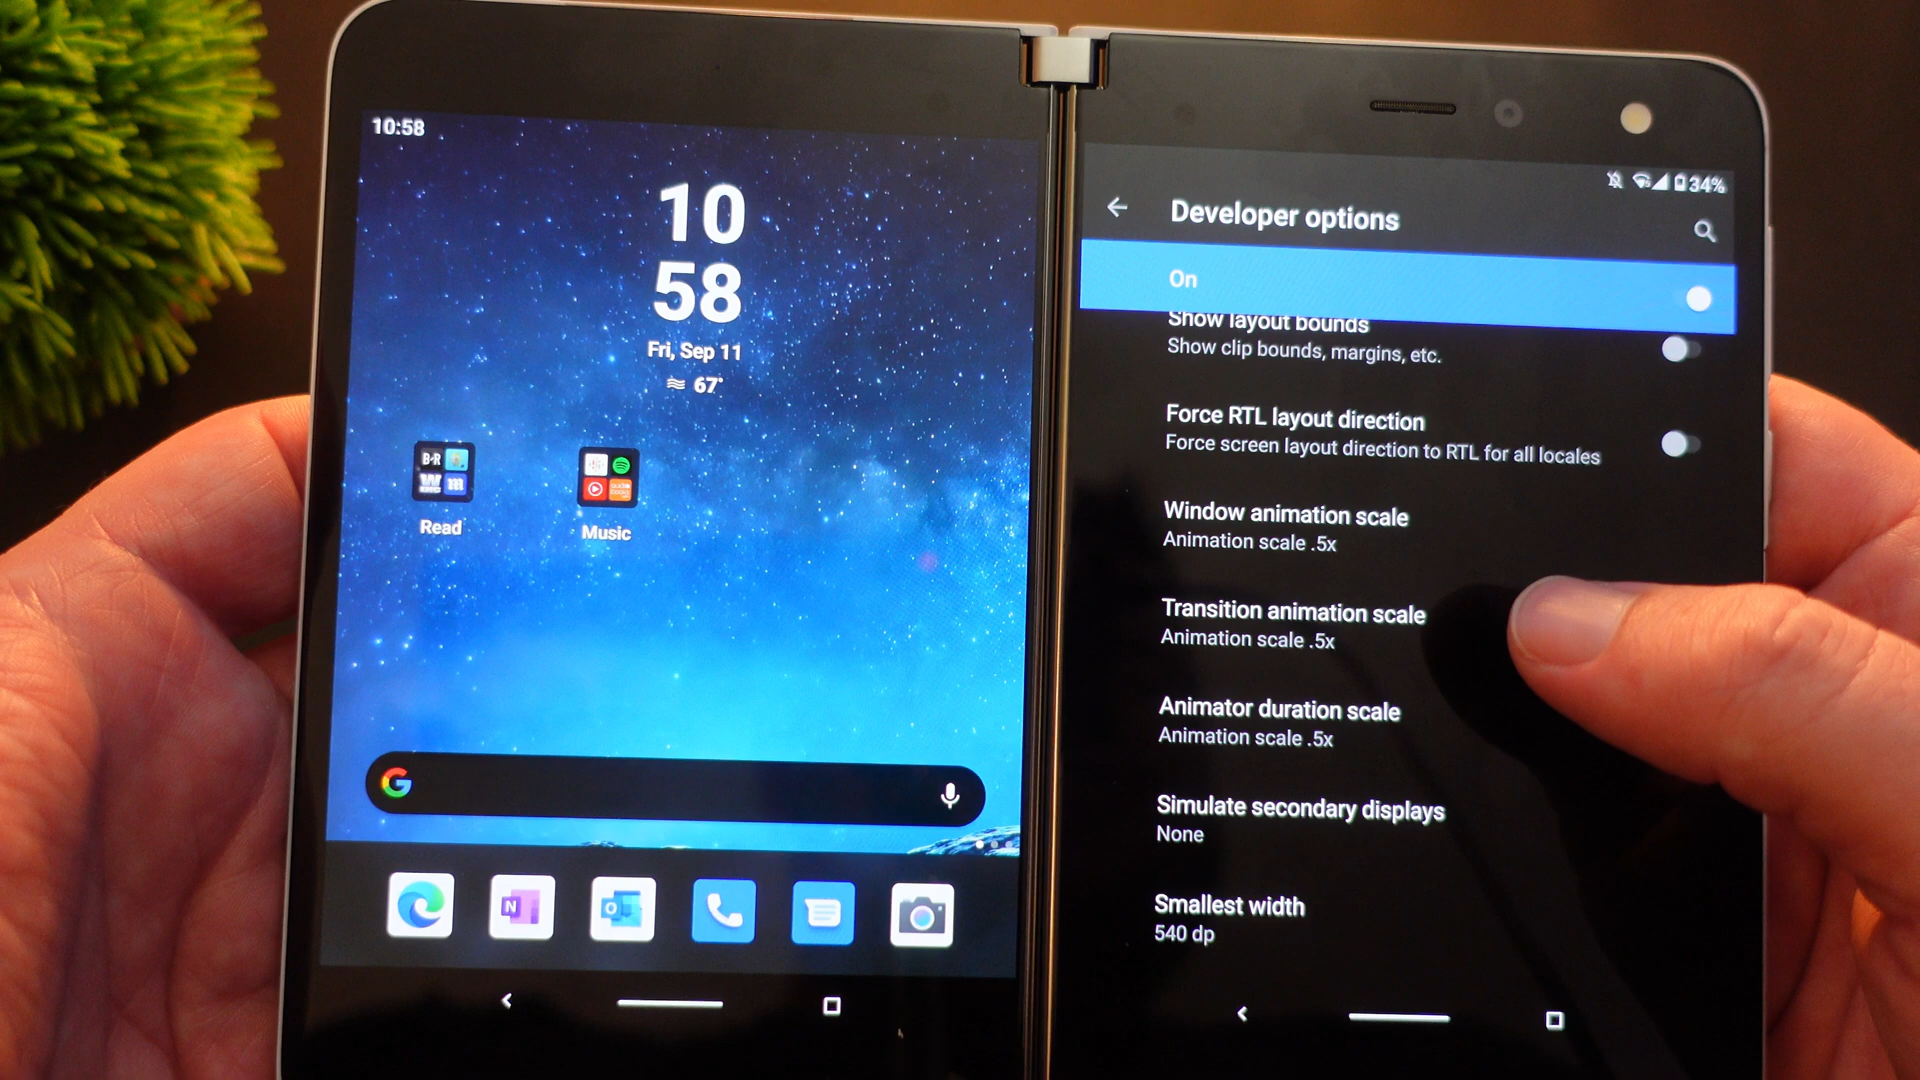 10:58
10
58
Fri, Sep 11
67°
B·R
m
Read
Music
G
N
O
34%
Developer options
On
Show layout bounds
Show clip bounds, margins, etc.
Force RTL layout direction
Force screen layout direction to RTL for all locales
Window animation scale
Animation scale .5x
Transition animation scale
Animation scale .5x
Animator duration scale
Animation scale .5x
Simulate secondary displays
None
Smallest width
540 dp